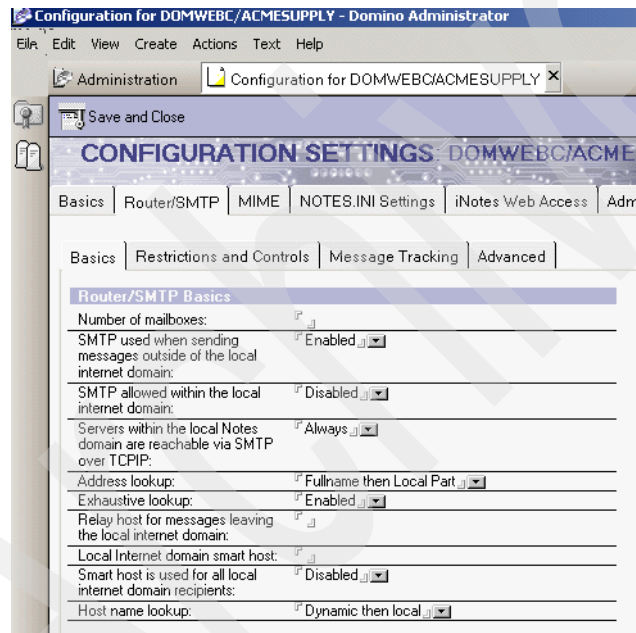 Configuration for DOMWEBC/ACMESUPPLY - Domino Administrator
File Edit View Create Actions Text Help
Administration Configuration for DOMWEBC/ACMESUPPLY
Save and Close
CONFIGURATION SETTINGS: DOMWEBC/ACME
Basics Router/SMTP MIME NOTES.INI Settings iNotes Web Access Adm
Basics Restrictions and Controls Message Tracking Advanced
Router/SMTP Basics
Number of mailboxes:
SMTP used when sending Enabled
messages outside of the local
internet domain:
SMTP allowed within the local Disabled
internet domain:
Servers within the local Notes Always
domain are reachable via SMTP
over TCPIP:
Address lookup: Fullname then Local Part
Exhaustive lookup: Enabled
Relay host for messages leaving
the local internet domain:
Local Internet domain smart host:
Smart host is used for all local Disabled
internet domain recipients:
Host name lookup: Dynamic then local